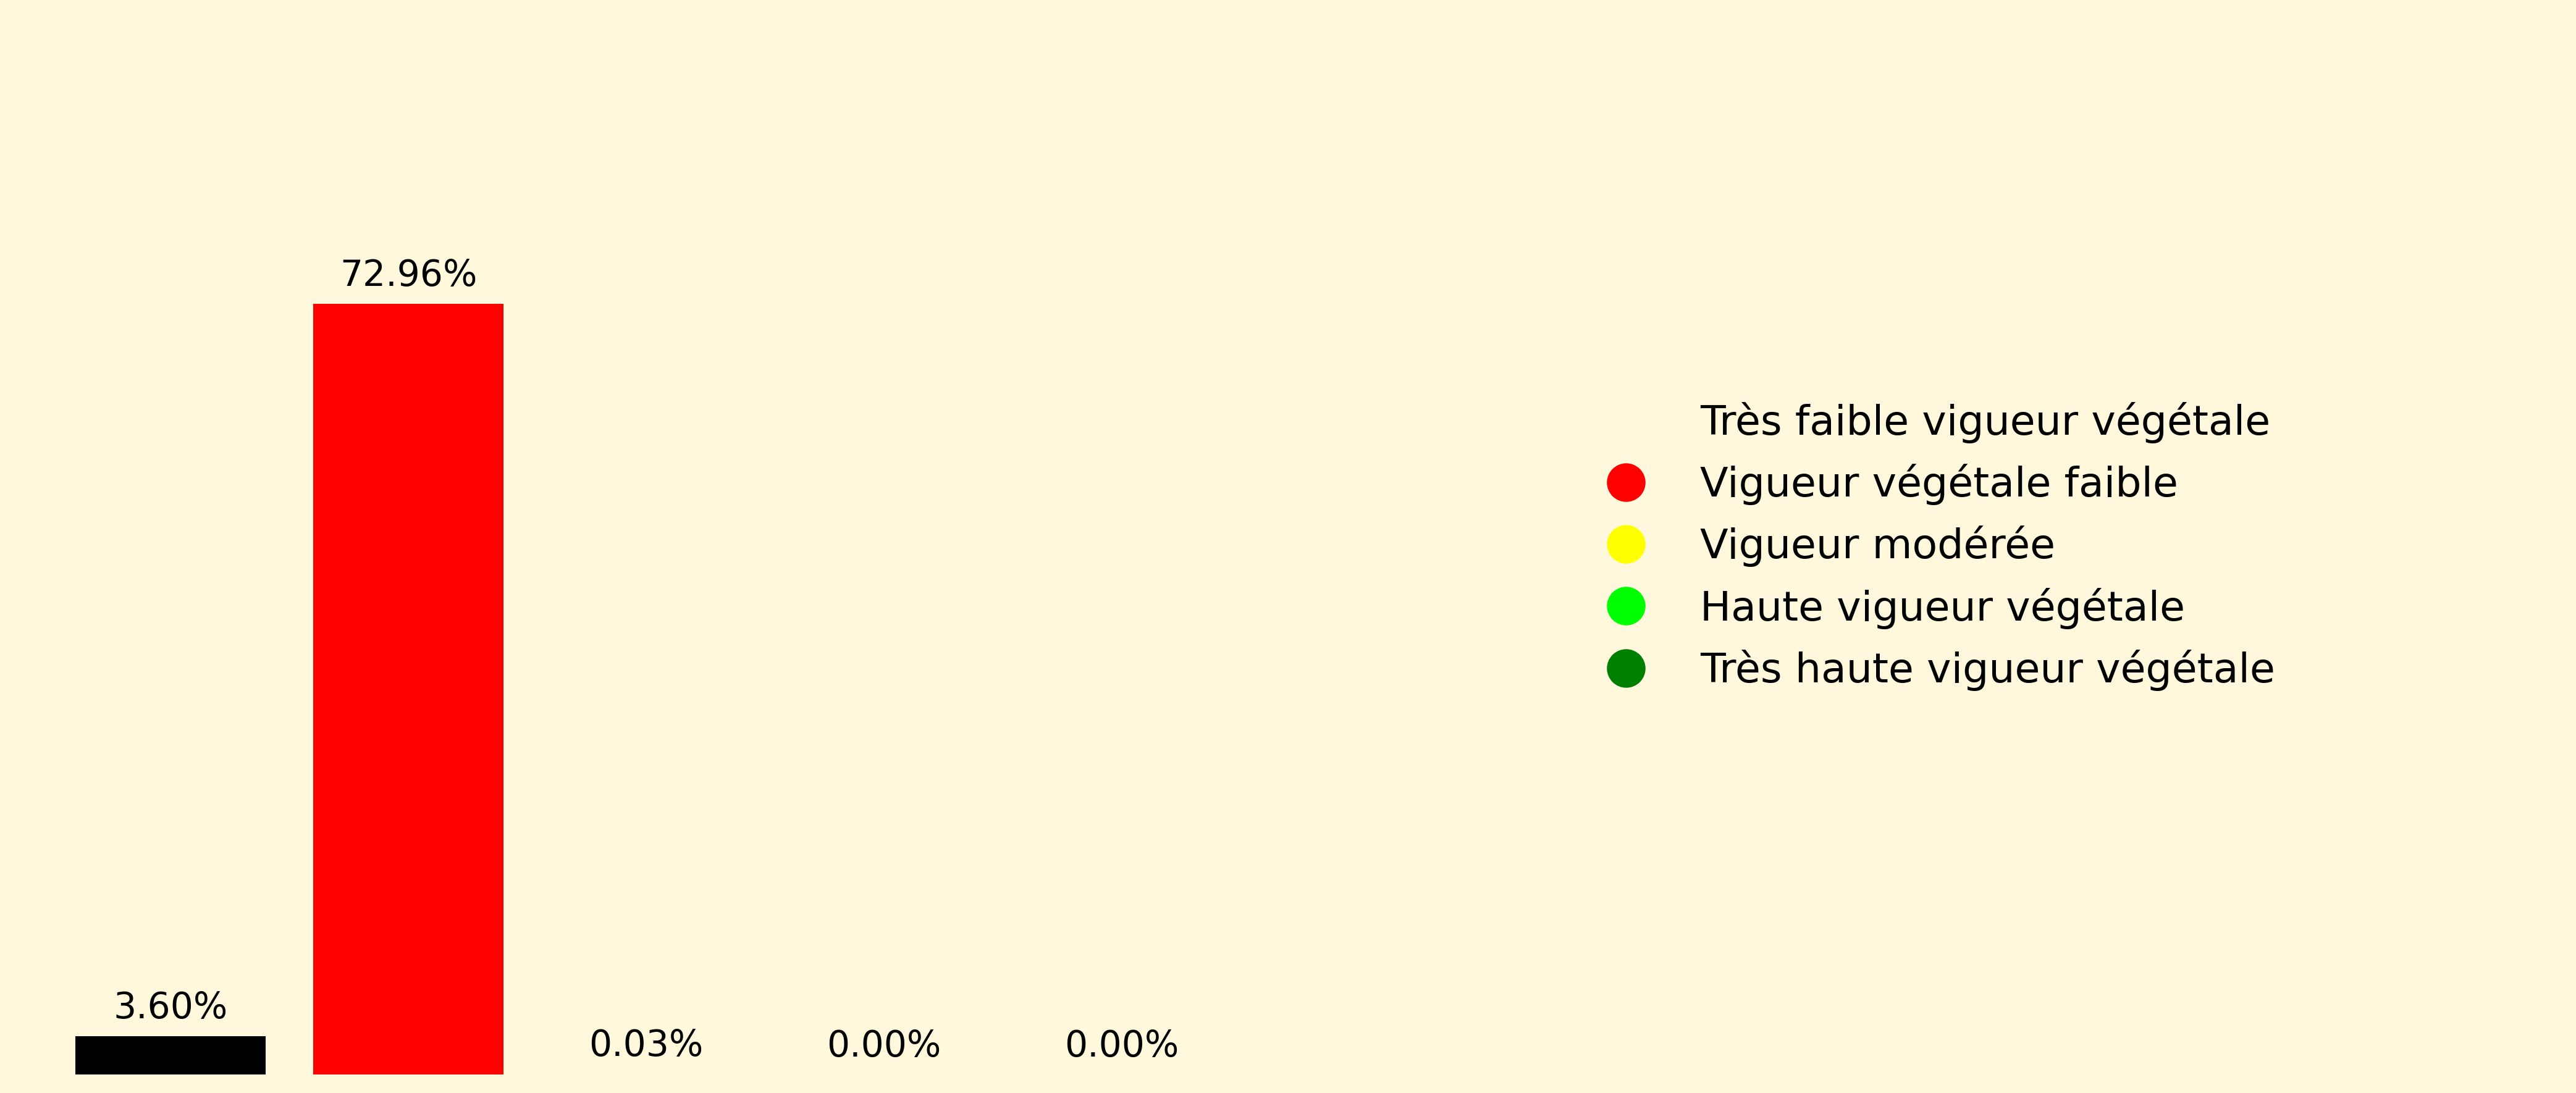 72.96%
3.60%
0.03%
0.00%
0.00%
Très faible vigueur végétale
Vigueur végétale faible
Vigueur modérée
Haute vigueur végétale
Très haute vigueur végétale